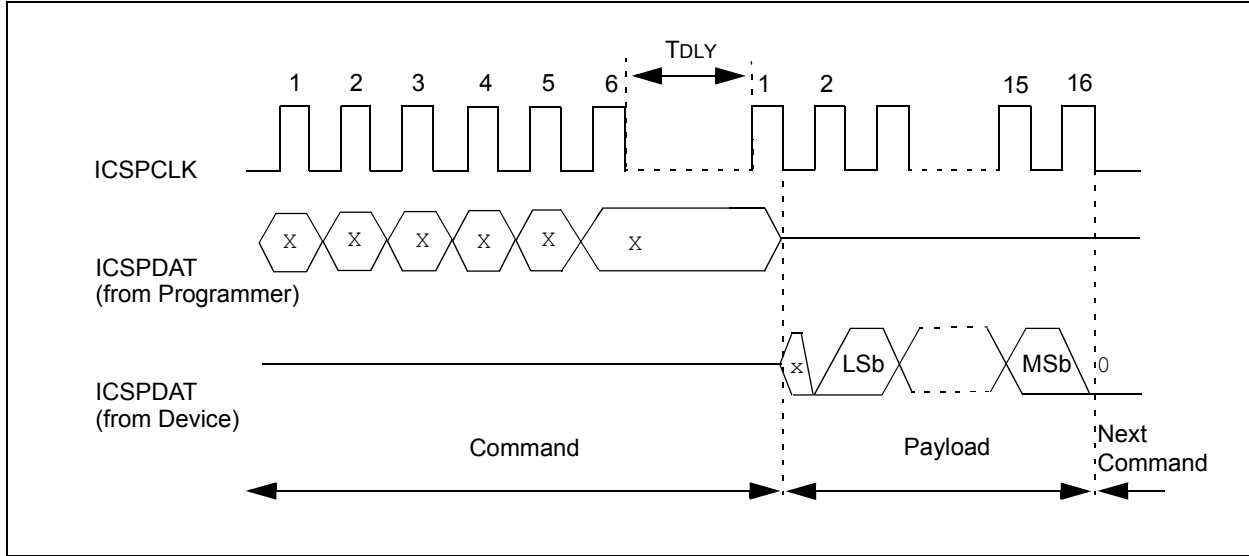 TDLY
1 2 3 4 5 6 1 2 15 16
ICSPCLK
X X X X X X
ICSPDAT
(from Programmer)
x LSb MSb 0
ICSPDAT
(from Device)
Command Payload Next
Command